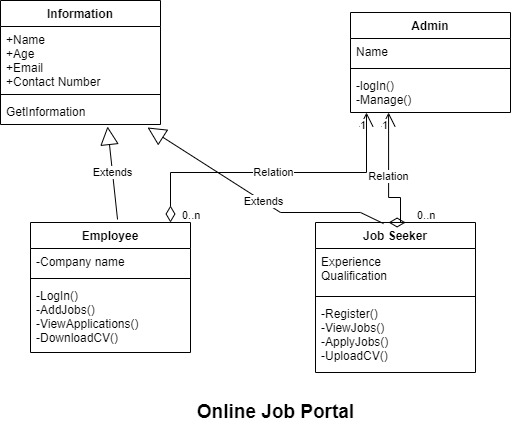 Information
+Name
+Age
+Email
+Contact Number
GetInformation
Admin
Name
-logIn()
-Manage()
1
1
Extends
Relation
Relation
Extends
0..n
0..n
Employee
-Company name
-LogIn()
-AddJobs()
-ViewApplications()
-DownloadCV()
Job Seeker
Experience
Qualification
-Register()
-ViewJobs()
-ApplyJobs()
-UploadCV()
Online Job Portal